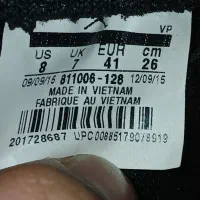 VP
US UK EUR cm
8 7 41 26
09/09/15 811006-128 12/09/15
MADE IN VIETNAM
FABRIQUE AU VIETNAM
201728687